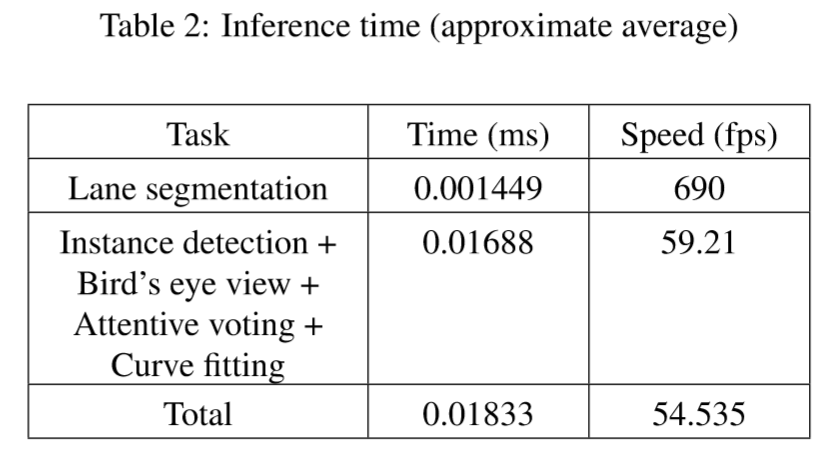 Table 2: Inference time (approximate average)
Task Time (ms) Speed (fps)
Lane segmentation 0.001449 690
Instance detection + 0.01688 59.21
Bird’s eye view +
Attentive voting +
Curve fitting
Total 0.01833 54.535